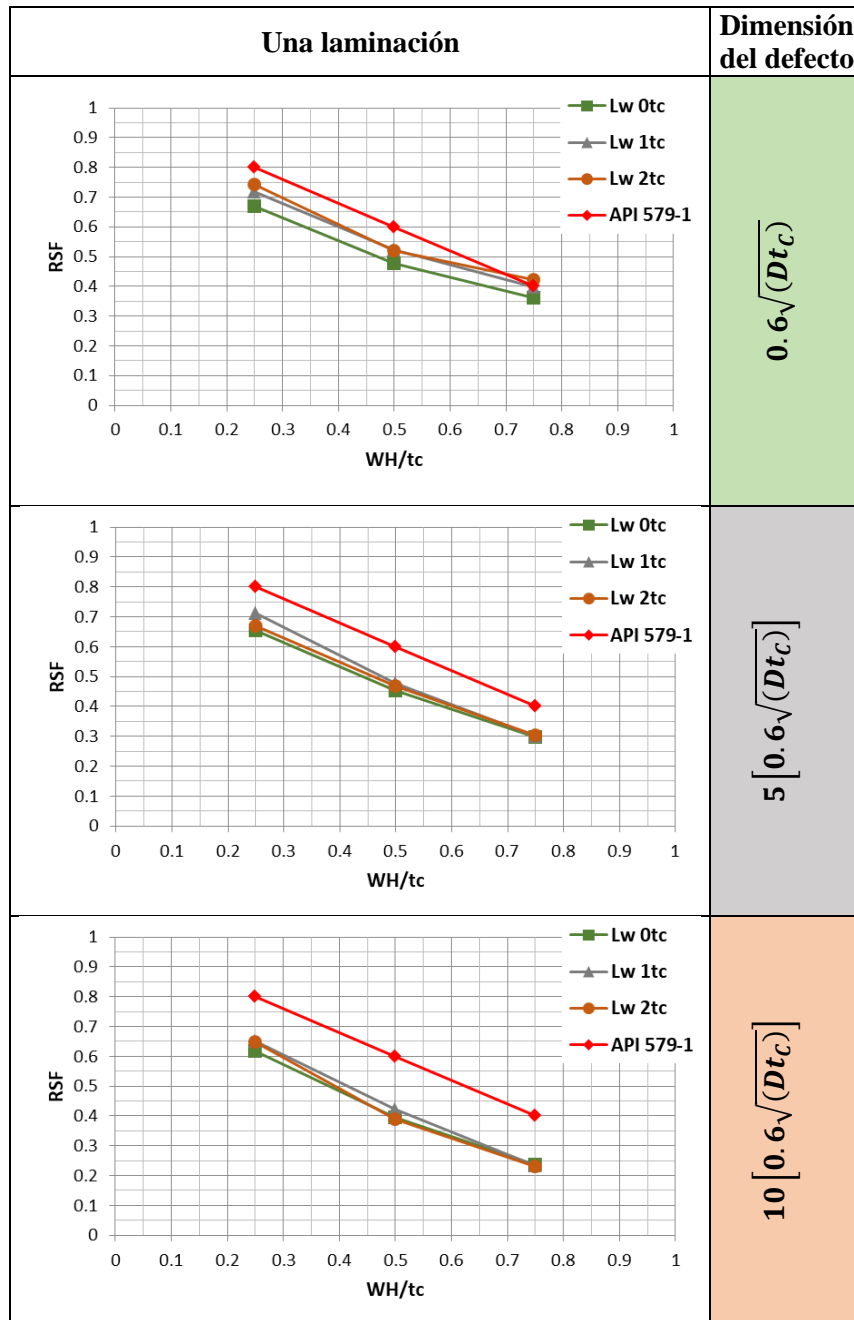 Una laminación
Dimensión
del defecto
1
0.9
0.8
0.7
0.6
0.5
0.4
0.3
0.2
0.1
0
RSF
0 0.1 0.2 0.3 0.4 0.5 0.6 0.7 0.8 0.9 1
WH/tc
Lw 0tc
Lw 1tc
Lw 2tc
API 579-1
0.6√(Dt_C)
1
0.9
0.8
0.7
0.6
0.5
0.4
0.3
0.2
0.1
0
RSF
0 0.1 0.2 0.3 0.4 0.5 0.6 0.7 0.8 0.9 1
WH/tc
Lw 0tc
Lw 1tc
Lw 2tc
API 579-1
5[0.6√(Dt_C)]
1
0.9
0.8
0.7
0.6
0.5
0.4
0.3
0.2
0.1
0
RSF
0 0.1 0.2 0.3 0.4 0.5 0.6 0.7 0.8 0.9 1
WH/tc
Lw 0tc
Lw 1tc
Lw 2tc
API 579-1
10[0.6√(Dt_C)]